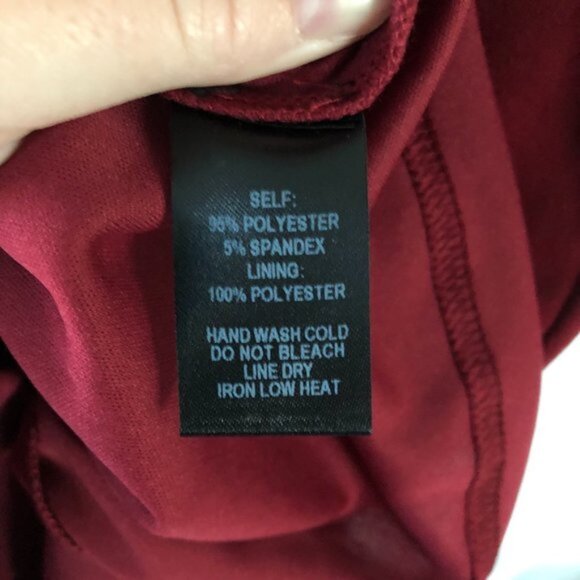 SELF:
95% POLYESTER
5% SPANDEX
LINING:
100% POLYESTER
HAND WASH COLD
DO NOT BLEACH
LINE DRY
IRON LOW HEAT